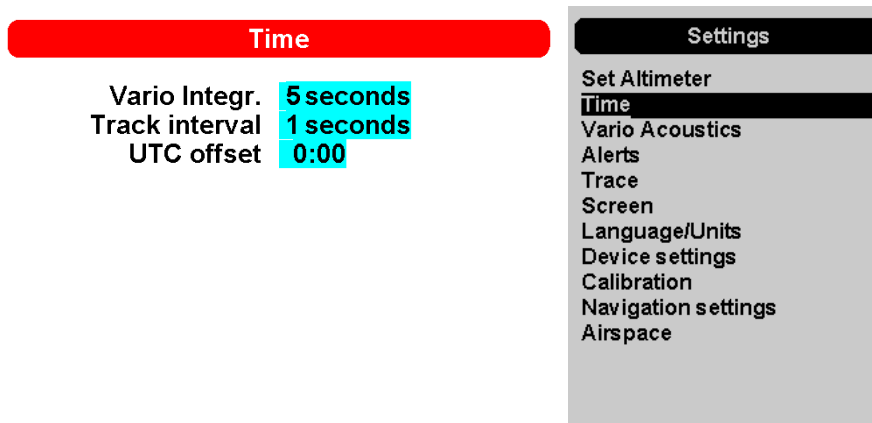 Time
Vario Integr. 5 seconds
Track interval 1 seconds
UTC offset 0:00
Settings
Set Altimeter
Time
Vario Acoustics
Alerts
Trace
Screen
Language/Units
Device settings
Calibration
Navigation settings
Airspace